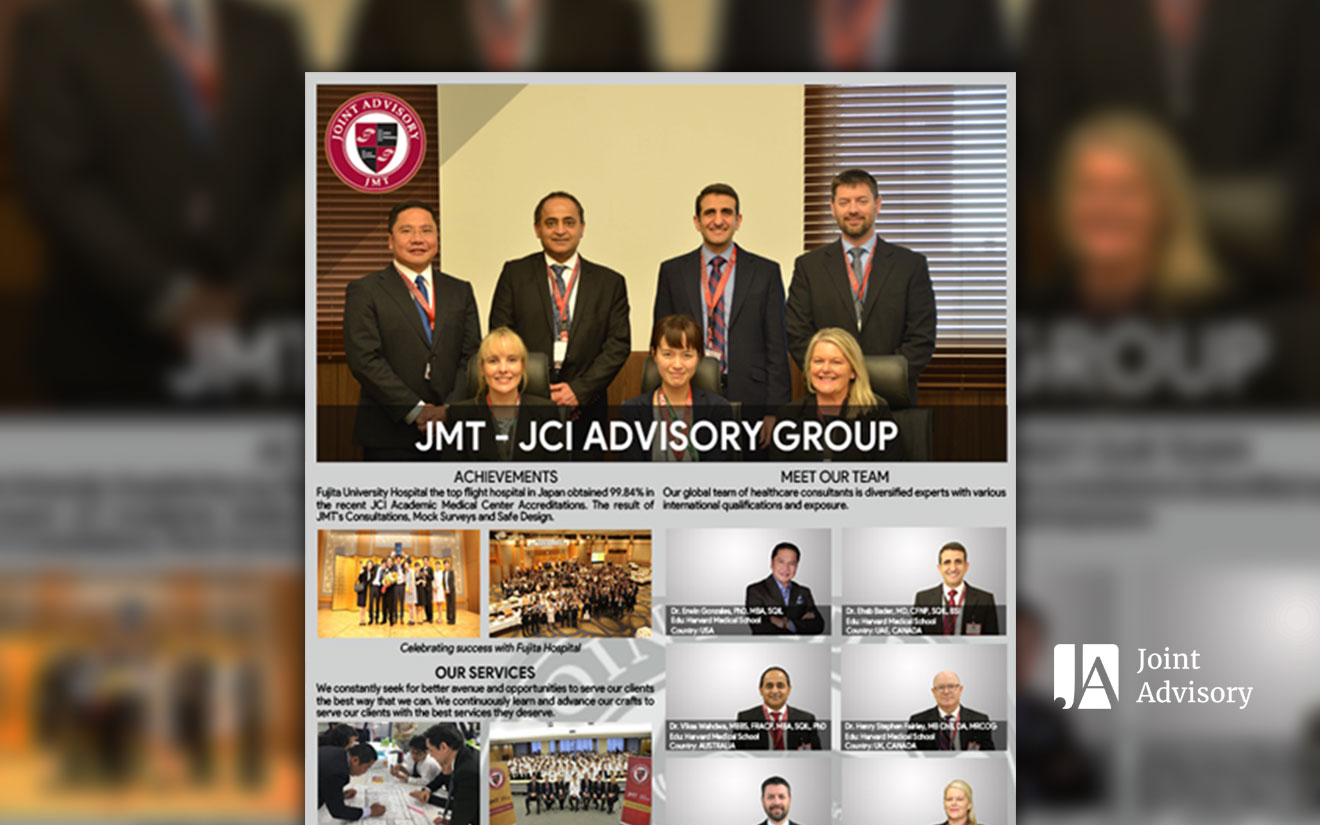 JOINT ADVISORY
JMT
JMT - JCI ADVISORY GROUP
ACHIEVEMENTS
Fujita University Hospital the top flight hospital in Japan obtained 99.84% in
the recent JCI Academic Medical Center Accreditations. The result of
JMT's Consultations, Mock Surveys and Safe Design.
Celebrating success with Fujita Hospital
OUR SERVICES
We constantly seek for better avenue and opportunities to serve our clients
the best way that we can. We continuously learn and advance our crafts to
serve our clients with the best services they deserve.
MEET OUR TEAM
Our global team of healthcare consultants is diversified experts with various
international qualifications and exposure.
Dr. Erwin Gonzales, PhD, MBA, SQIL
Edu: Harvard Medical School
Country: USA
Dr. Ehab Bader, MD, CFNP, SQIL, BSI
Edu: Harvard Medical School
Country: UAE, CANADA
Dr. Vikas Wahdwa, MBBS, FRACP, MBA, SQIL, PhD
Edu: Harvard Medical School
Country: AUSTRALIA
Dr. Henry Stephen Fairley, MB ChB, DA, MRCOG
Edu: Harvard Medical School
Country: UK, CANADA
JA
Joint
Advisory